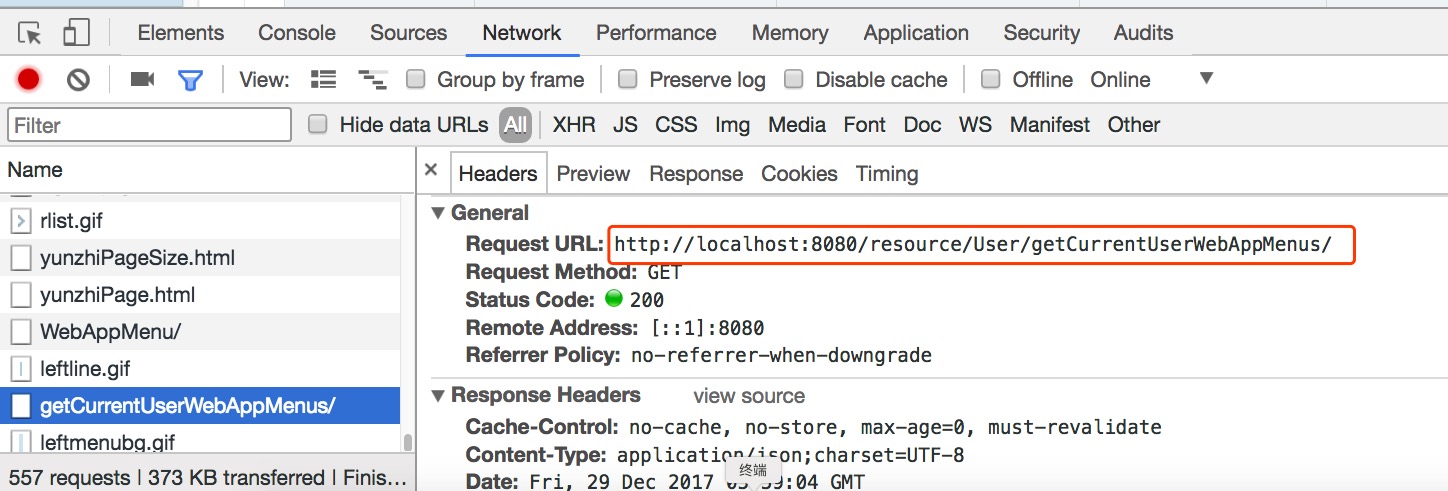 Elements Console Sources Network Performance Memory Application Security Audits
View: Group by frame Preserve log Disable cache Offline Online
Filter Hide data URLs All XHR JS CSS Img Media Font Doc WS Manifest Other
Name
× Headers Preview Response Cookies Timing
rlist.gif
yunzhiPageSize.html
yunzhiPage.html
WebAppMenu/
leftline.gif
getCurrentUserWebAppMenus/
leftmenubg.gif
557 requests | 373 KB transferred | Finis...
General
Request URL: http://localhost:8080/resource/User/getCurrentUserWebAppMenus/
Request Method: GET
Status Code: 200
Remote Address: [::1]:8080
Referrer Policy: no-referrer-when-downgrade
Response Headers view source
Cache-Control: no-cache, no-store, max-age=0, must-revalidate
Content-Type: application/json;charset=UTF-8
Date: Fri, 29 Dec 2017 :04 GMT
终端